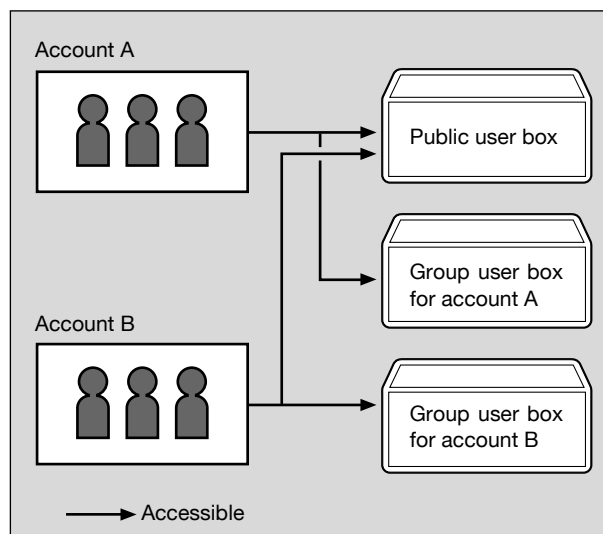 Account A
Public user box
Group user box
for account A
Account B
Group user box
for account B
Accessible